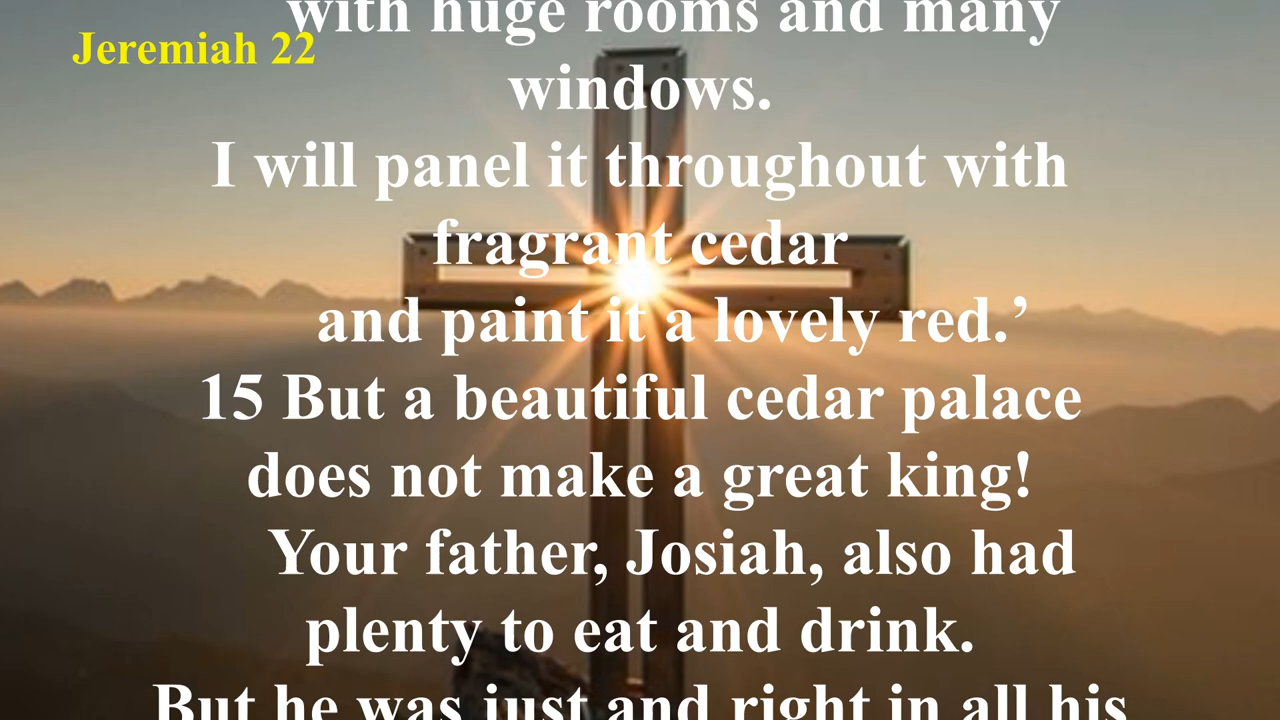 with huge rooms and many
Jeremiah 22
windows.
I will panel it throughout with
fragrant cedar
and paint it a lovely red.’
15 But a beautiful cedar palace
does not make a great king!
Your father, Josiah, also had
plenty to eat and drink.
But he was just and right in all his